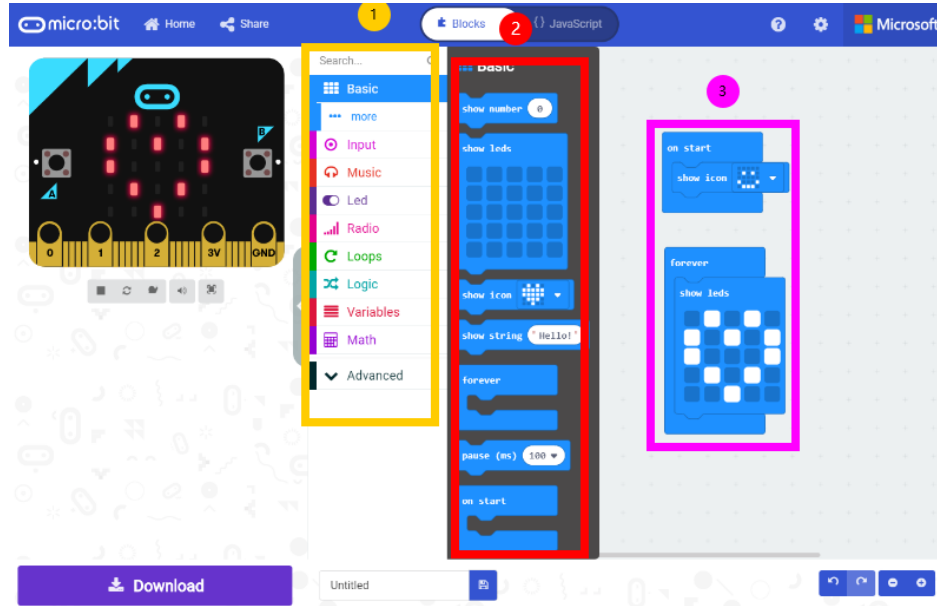 micro:bit Home Share 1 Blocks 2 {} JavaScript ? Microsoft
Search...
Basic
more
Input
Music
Led
Radio
Loops
Logic
Variables
Math
Advanced
Basic
show number 0
show leds
show icon
show string "Hello!"
forever
pause (ms) 100
on start
3
on start
show icon
forever
show leds
B
A
0 1 2 3V GND
Download
Untitled